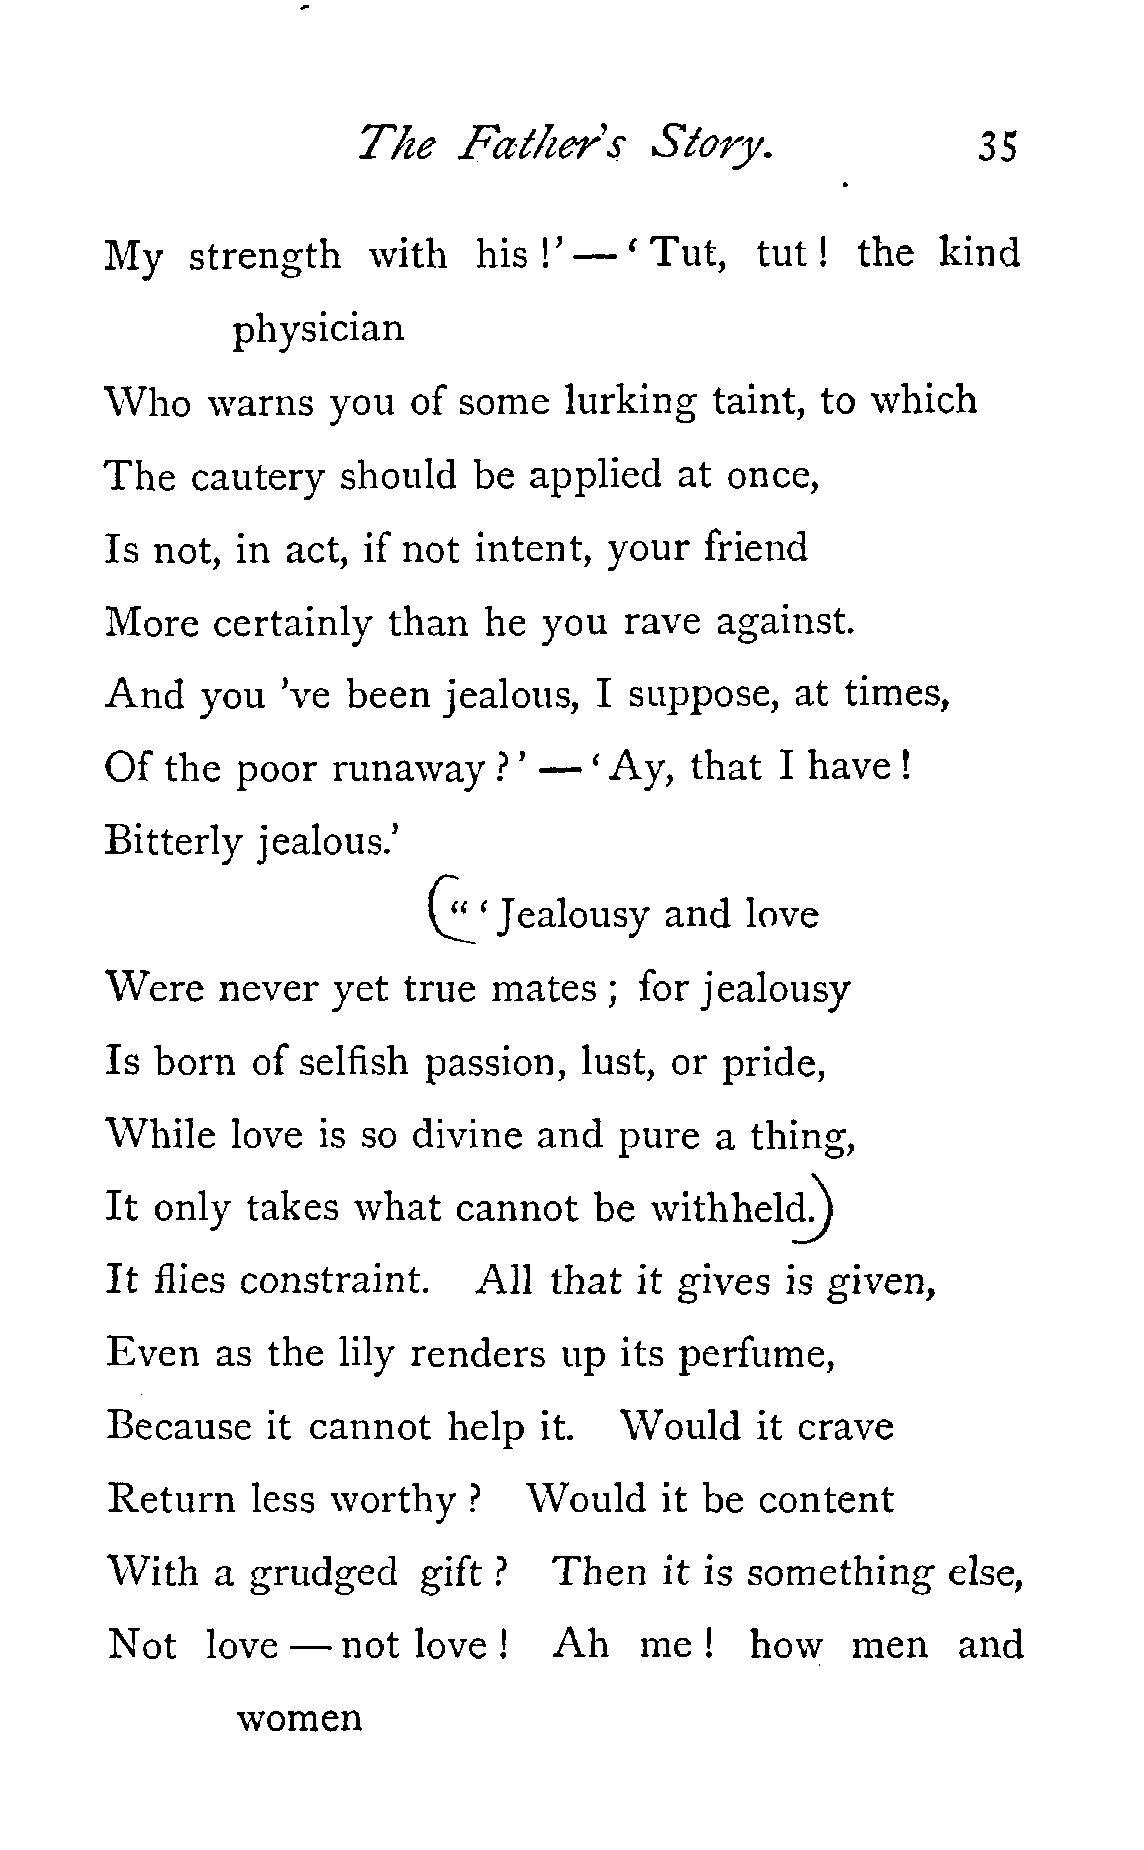 The Father's Story. 35
My strength with his!'—'Tut, tut! the kind
physician
Who warns you of some lurking taint, to which
The cautery should be applied at once,
Is not, in act, if not intent, your friend
More certainly than he you rave against.
And you 've been jealous, I suppose, at times,
Of the poor runaway?'—'Ay, that I have!
Bitterly jealous.'
("'Jealousy and love
Were never yet true mates; for jealousy
Is born of selfish passion, lust, or pride,
While love is so divine and pure a thing,
It only takes what cannot be withheld.)
It flies constraint. All that it gives is given,
Even as the lily renders up its perfume,
Because it cannot help it. Would it crave
Return less worthy? Would it be content
With a grudged gift? Then it is something else,
Not love—not love! Ah me! how men and
women